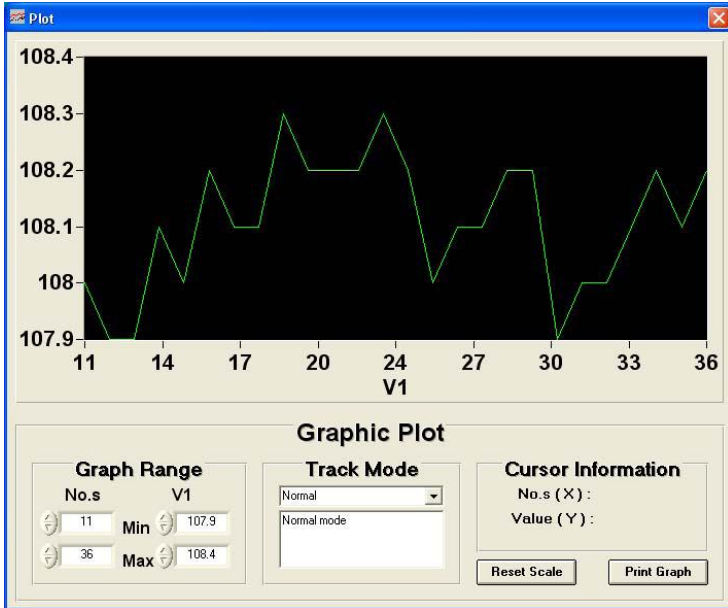 Plot
108.4
108.3
108.2
108.1
108
107.9
11 14 17 20 24 27 30 33 36
V1
Graphic Plot
Graph Range
No.s V1
11 Min 107.9
36 Max 108.4
Track Mode
Normal
Normal mode
Cursor Information
No.s ( X ) :
Value ( Y ) :
Reset Scale Print Graph